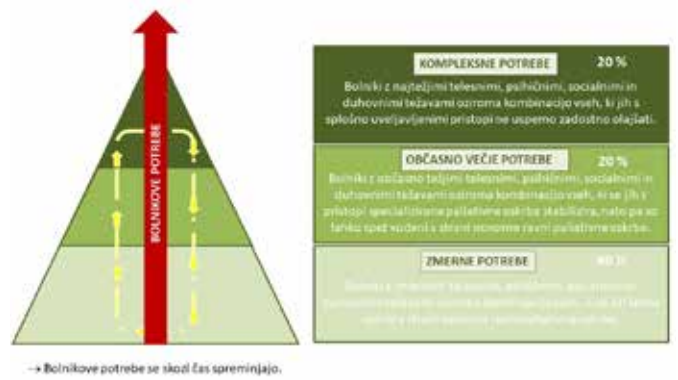 BOLNIKOVE POTREBE
KOMPLEKSNE POTREBE 20 %
Bolniki z najtežjimi telesnimi, psihičnimi, socialnimi in
duhovnimi težavami oziroma kombinacijo vseh, ki jih s
splošno uveljavljenimi pristopi ne uspemo zadostno olajšati.
OBČASNO VEČJE POTREBE 20 %
Bolniki z občasno težjimi telesnimi, psihičnimi, socialnimi in
duhovnimi težavami oziroma kombinacijo vseh, ki se jih s
pristopi specializirane paliativne oskrbe stabilizira, nato pa so
lahko spet vodeni s strani osnovne ravni paliativne oskrbe.
ZMERNE POTREBE
→ Bolnikove potrebe se skozi čas spreminjajo.